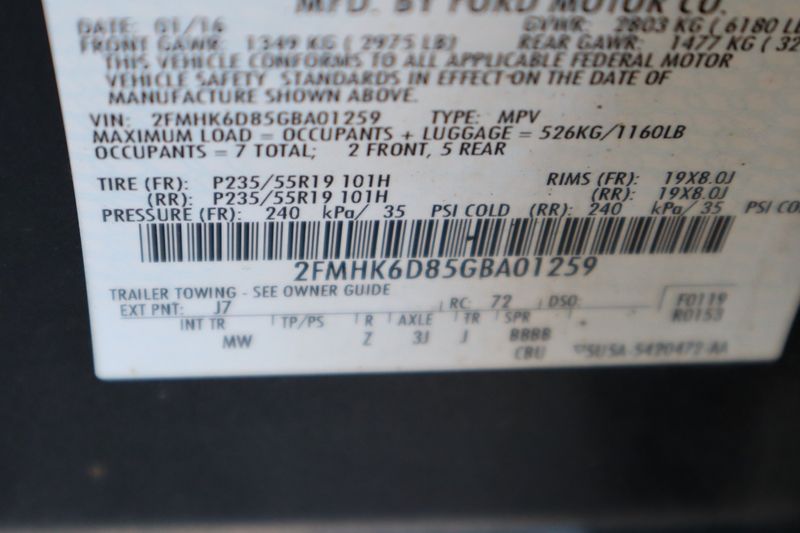 MFD. BY FORD MOTOR CO.
DATE: 01/16 GVWR: 2803 KG ( 6180 LB
FRONT GAWR: 1349 KG ( 2975 LB) REAR GAWR: 1477 KG ( 32
THIS VEHICLE CONFORMS TO ALL APPLICABLE FEDERAL MOTOR
VEHICLE SAFETY STANDARDS IN EFFECT ON THE DATE OF
MANUFACTURE SHOWN ABOVE.
VIN: 2FMHK6D85GBA01259 TYPE: MPV
MAXIMUM LOAD = OCCUPANTS + LUGGAGE = 526KG/1160LB
OCCUPANTS = 7 TOTAL; 2 FRONT, 5 REAR
TIRE (FR): P235/55R19 101H RIMS (FR): 19X8.0J
(RR): P235/55R19 101H (RR): 19X8.0J
PRESSURE (FR): 240 kPa/ 35 PSI COLD (RR): 240 kPa/ 35 PSI CO
2FMHK6D85GBA01259
TRAILER TOWING - SEE OWNER GUIDE
EXT PNT: J7 RC: 72 DSO: F0119
INT TR TP/PS R AXLE TR SPR R0153
MW Z 3J J BBBB
CBU